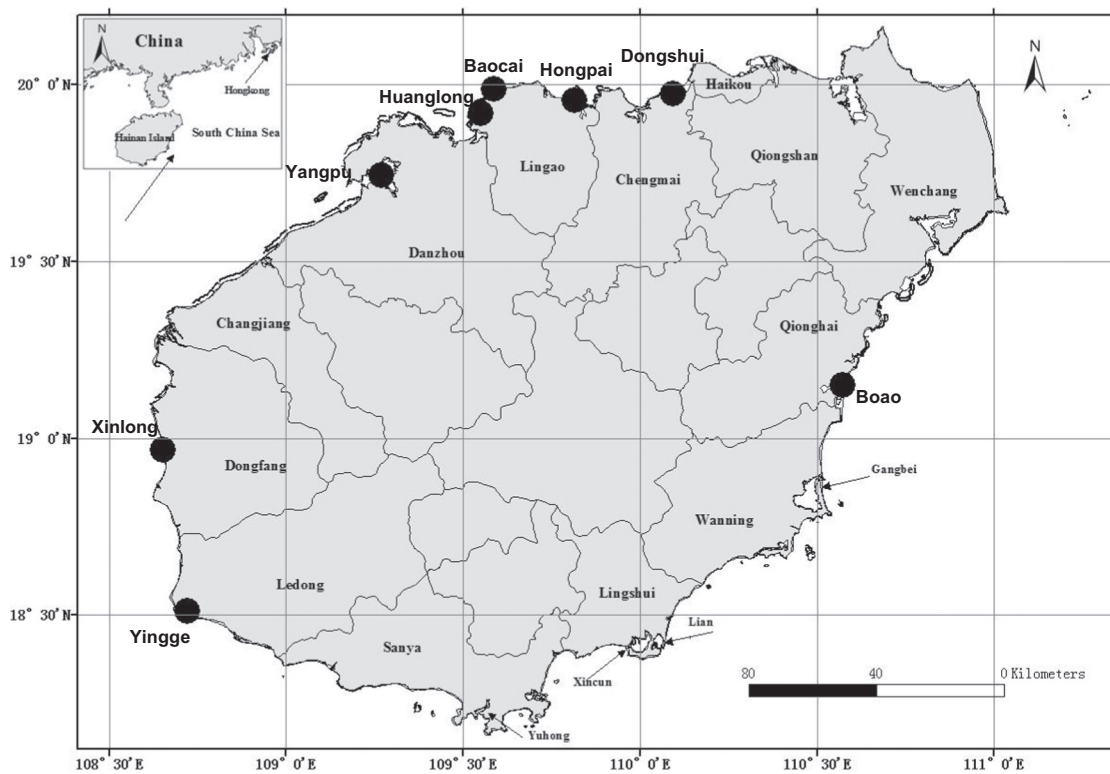 N
China
Hongkong
Hainan Island
South China Sea
N
20° 0'N
19° 30'N
19° 0'N
18° 30'N
Baocai
Hongpai
Dongshui
Haikou
Huanglong
Lingao
Chengmai
Qiongshan
Wenchang
Yangpu
Danzhou
Changjiang
Qionghai
Boao
Xinlong
Dongfang
Gangbei
Wanning
Ledong
Lingshui
Yingge
Sanya
Lian
Xincun
Yuhong
80
40
0 Kilometers
108°30'E
109°0'E
109°30'E
110°0'E
110°30'E
111°0'E